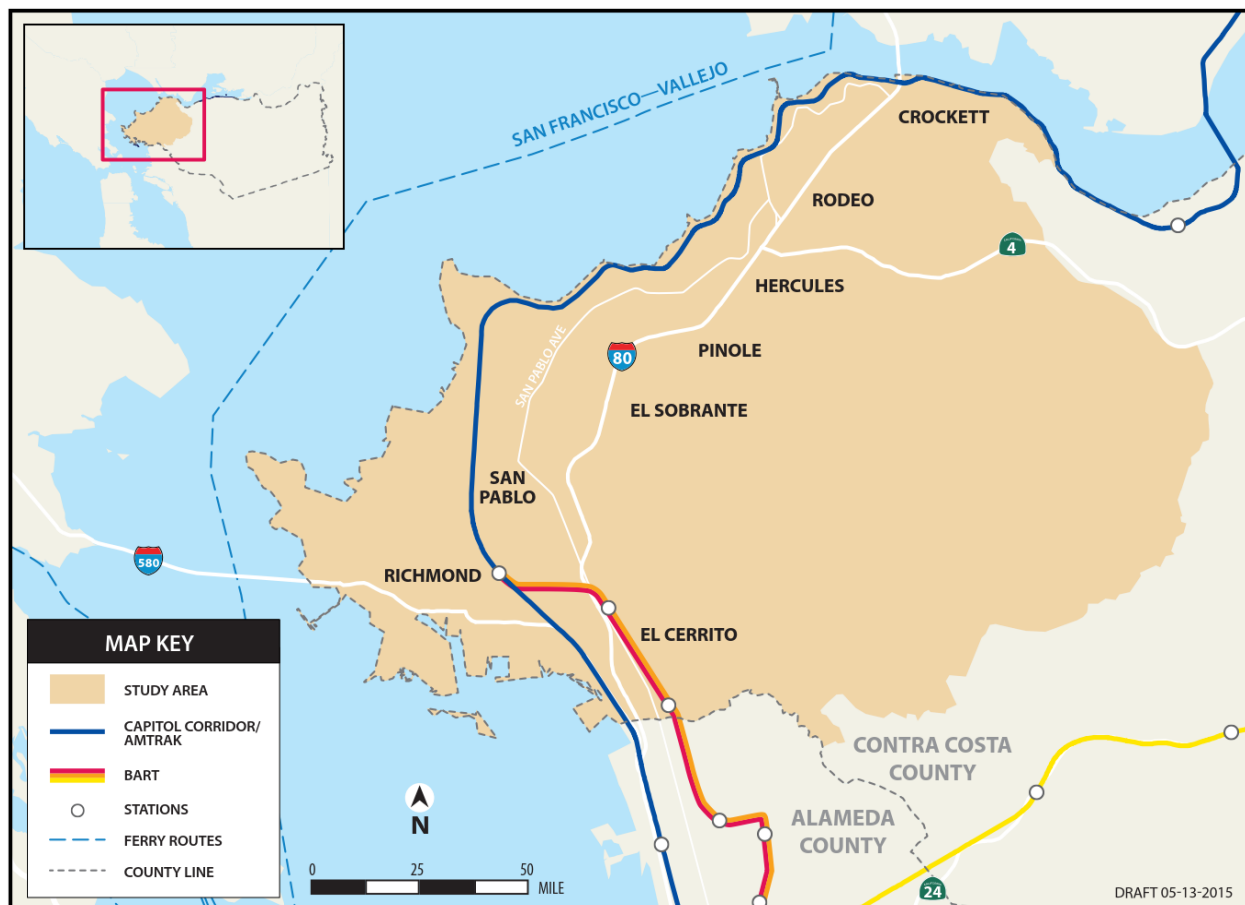 SAN FRANCISCO—VALLEJO
CROCKETT
RODEO
CALIFORNIA
4
HERCULES
SAN PABLO AVE
80
PINOLE
EL SOBRANTE
SAN
PABLO
580
RICHMOND
EL CERRITO
MAP KEY
STUDY AREA
CAPITOL CORRIDOR/
AMTRAK
BART
STATIONS
FERRY ROUTES
COUNTY LINE
N
0 25 50
MILE
CONTRA COSTA
COUNTY
ALAMEDA
COUNTY
CALIFORNIA
24
DRAFT 05-13-2015